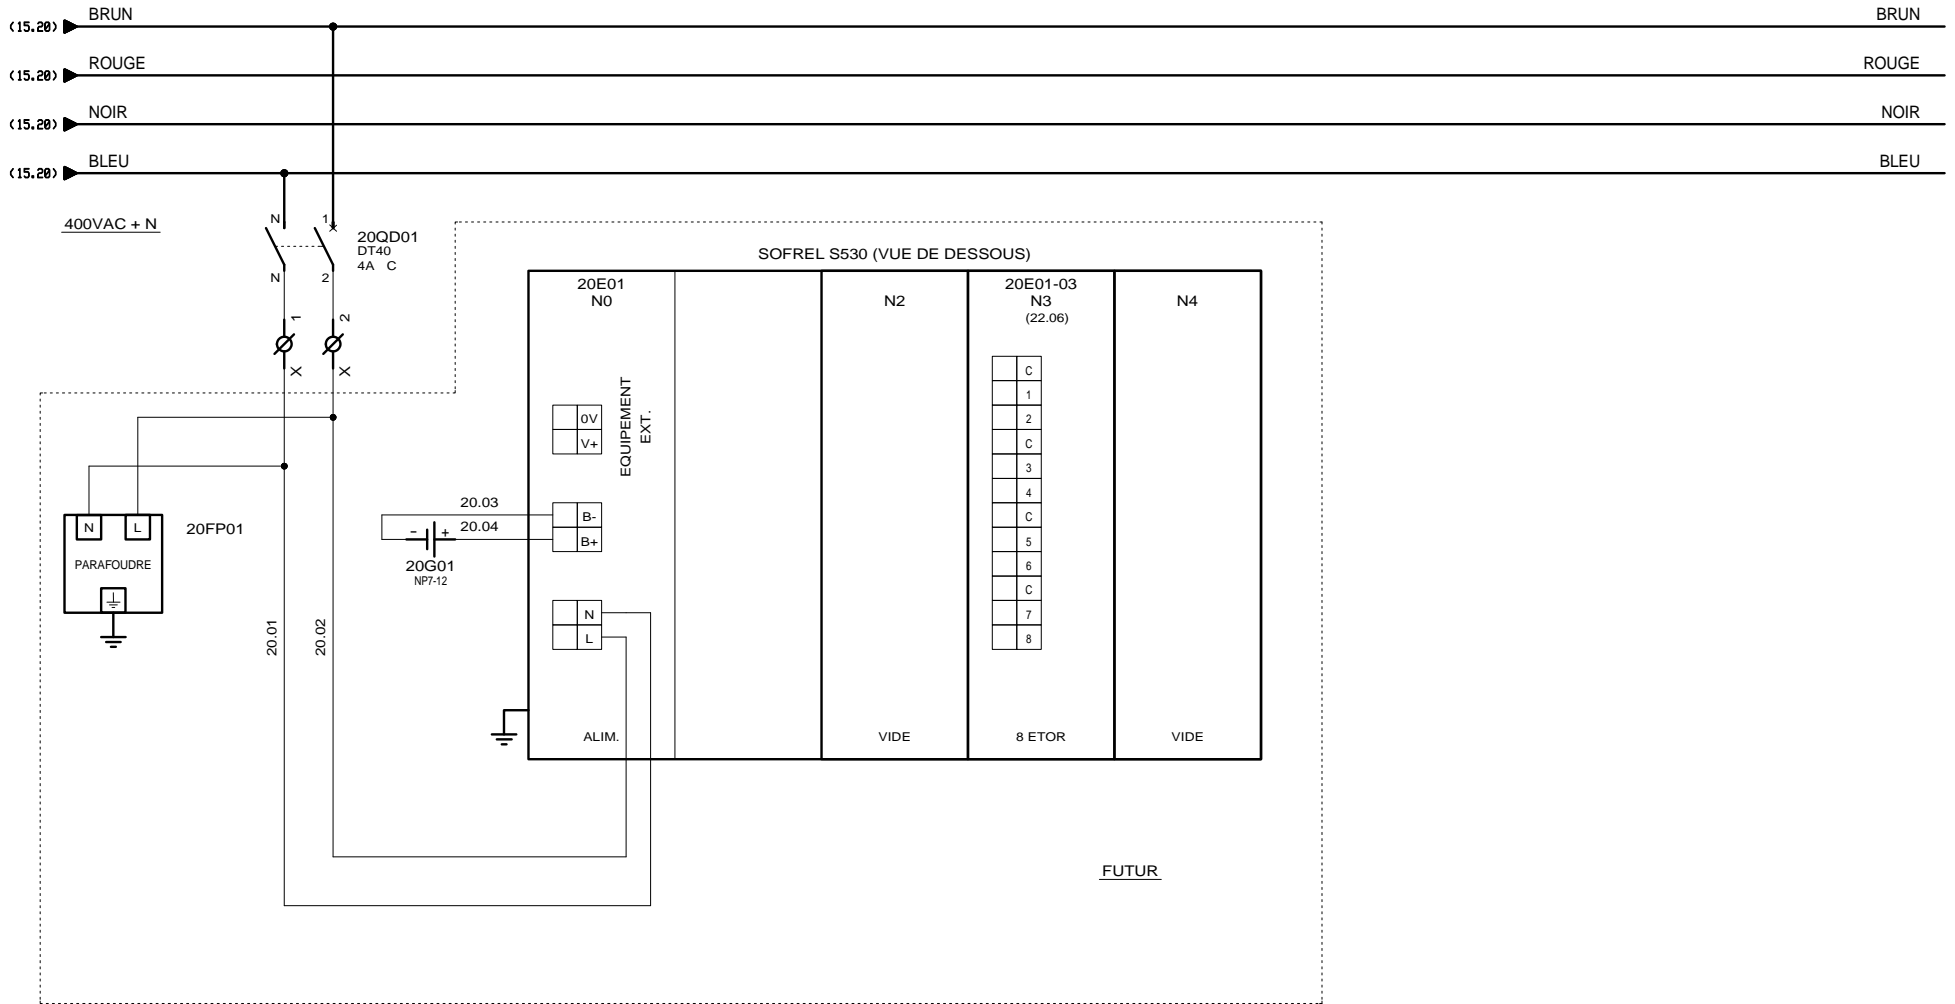 (15.20) BRUN BRUN
(15.20) ROUGE ROUGE
(15.20) NOIR NOIR
(15.20) BLEU BLEU
400VAC + N
N 1
20QD01
DT40
4A C
N 2
1 2
X X
SOFREL S530 (VUE DE DESSOUS)
20E01
N0
N2
20E01-03
N3
(22.06)
N4
EQUIPEMENT
EXT.
0V
V+
20.03
B-
20.04
B+
- +
20G01
NP7-12
N
L
C
1
2
C
3
4
C
5
6
C
7
8
N L
20FP01
PARAFOUDRE
20.01
20.02
ALIM.
VIDE
8 ETOR
VIDE
FUTUR